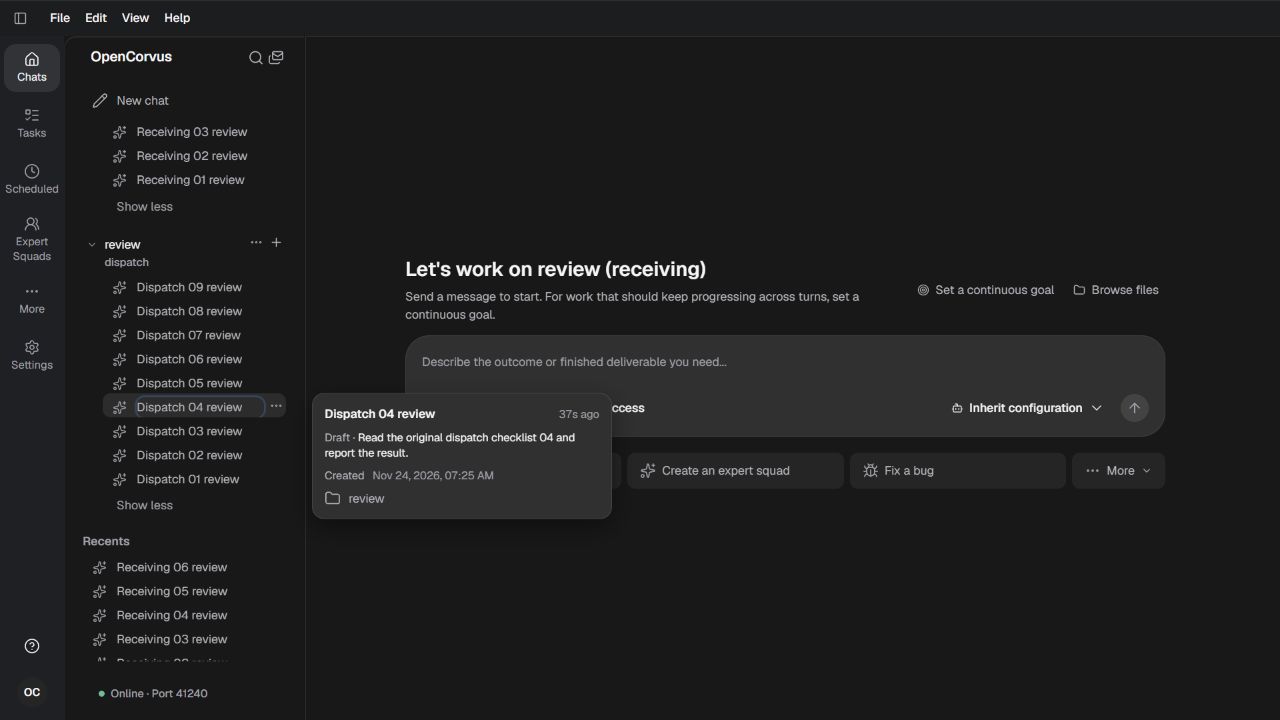 File Edit View Help
Chats
Tasks
Scheduled
Expert
Squads
More
Settings
OC
OpenCorvus
New chat
Receiving 03 review
Receiving 02 review
Receiving 01 review
Show less
review
dispatch
Dispatch 09 review
Dispatch 08 review
Dispatch 07 review
Dispatch 06 review
Dispatch 05 review
Dispatch 04 review
Dispatch 03 review
Dispatch 02 review
Dispatch 01 review
Show less
Recents
Receiving 06 review
Receiving 05 review
Receiving 04 review
Receiving 03 review
Online · Port 41240
Let's work on review (receiving)
Send a message to start. For work that should keep progressing across turns, set a
continuous goal.
Set a continuous goal
Browse files
Describe the outcome or finished deliverable you need...
ccess
Inherit configuration
Create an expert squad
Fix a bug
More
Dispatch 04 review 37s ago
Draft · Read the original dispatch checklist 04 and
report the result.
Created Nov 24, 2026, 07:25 AM
review